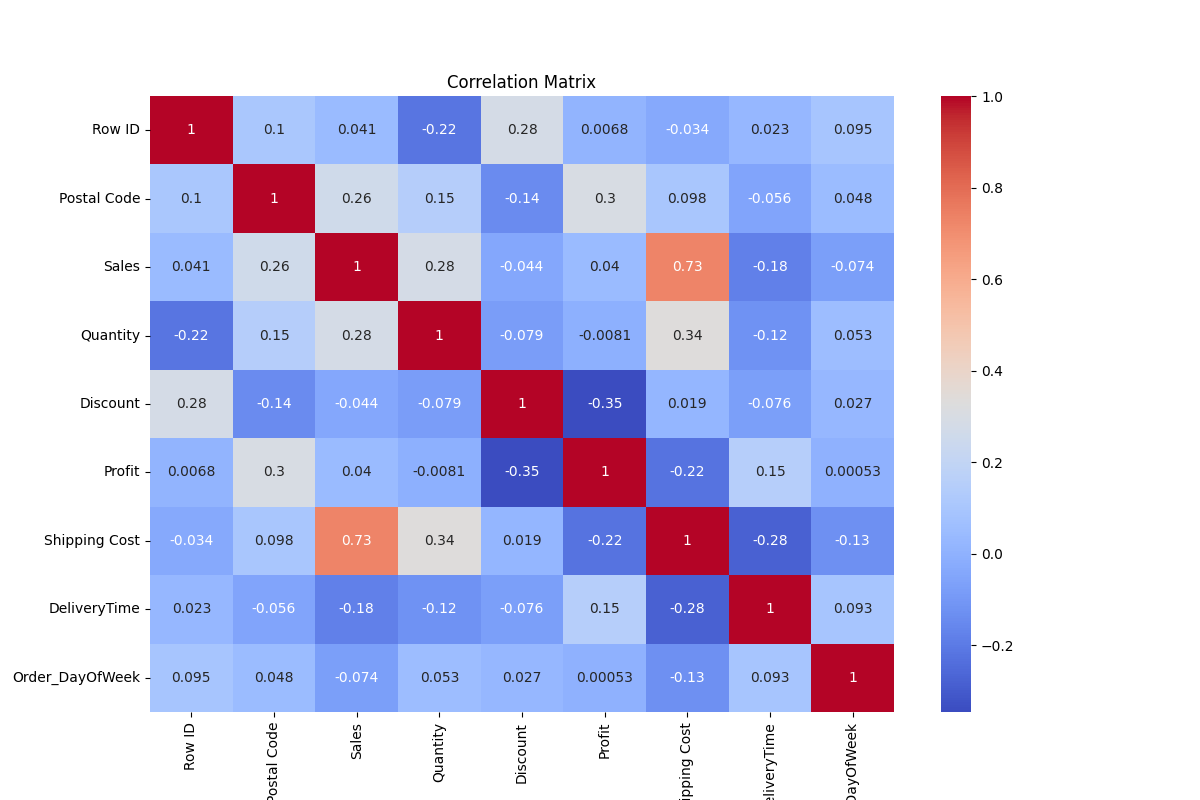 Correlation Matrix
Row ID 1 0.1 0.041 -0.22 0.28 0.0068 -0.034 0.023 0.095
Postal Code 0.1 1 0.26 0.15 -0.14 0.3 0.098 -0.056 0.048
Sales 0.041 0.26 1 0.28 -0.044 0.04 0.73 -0.18 -0.074
Quantity -0.22 0.15 0.28 1 -0.079 -0.0081 0.34 -0.12 0.053
Discount 0.28 -0.14 -0.044 -0.079 1 -0.35 0.019 -0.076 0.027
Profit 0.0068 0.3 0.04 -0.0081 -0.35 1 -0.22 0.15 0.00053
Shipping Cost -0.034 0.098 0.73 0.34 0.019 -0.22 1 -0.28 -0.13
DeliveryTime 0.023 -0.056 -0.18 -0.12 -0.076 0.15 -0.28 1 0.093
Order_DayOfWeek 0.095 0.048 -0.074 0.053 0.027 0.00053 -0.13 0.093 1
Row ID
Postal Code
Sales
Quantity
Discount
Profit
ipping Cost
eliveryTime
DayOfWeek
1.0
0.8
0.6
0.4
0.2
0.0
−0.2